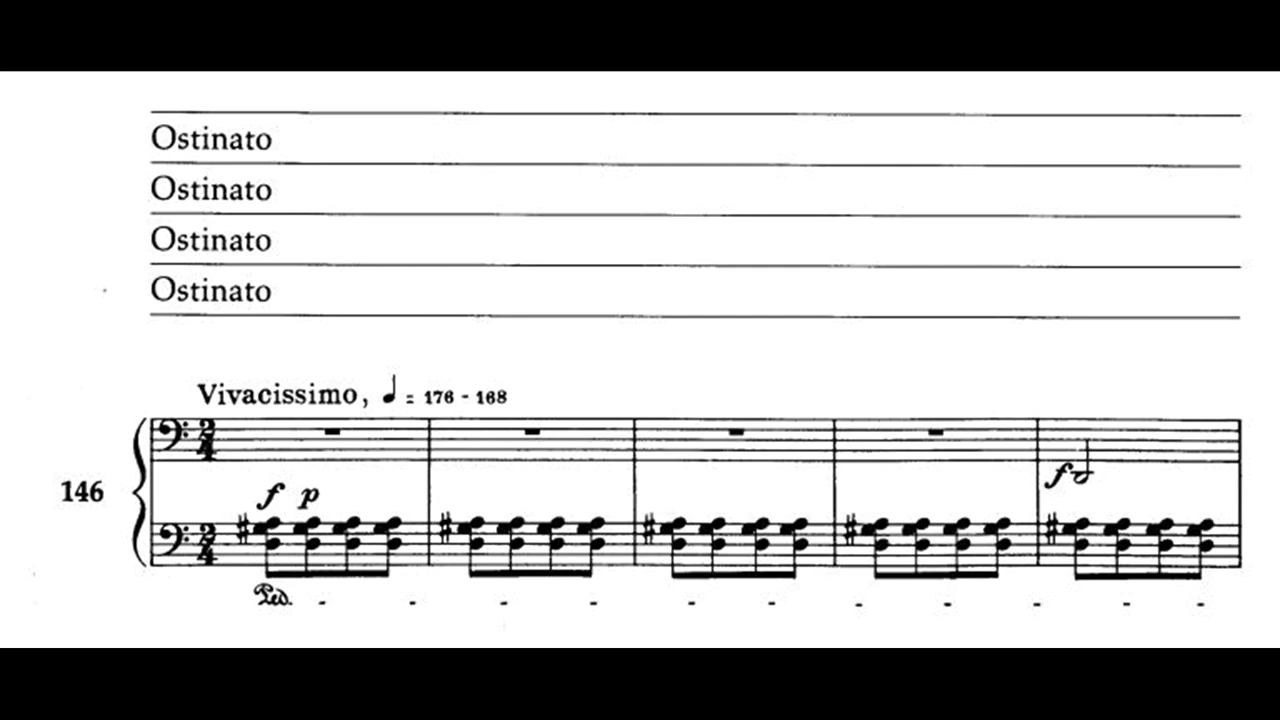 Ostinato
Ostinato
Ostinato
Ostinato
Vivacissimo, ♩ = 176 - 168
146
f p
f
Ped. - - - - - - - - - - -